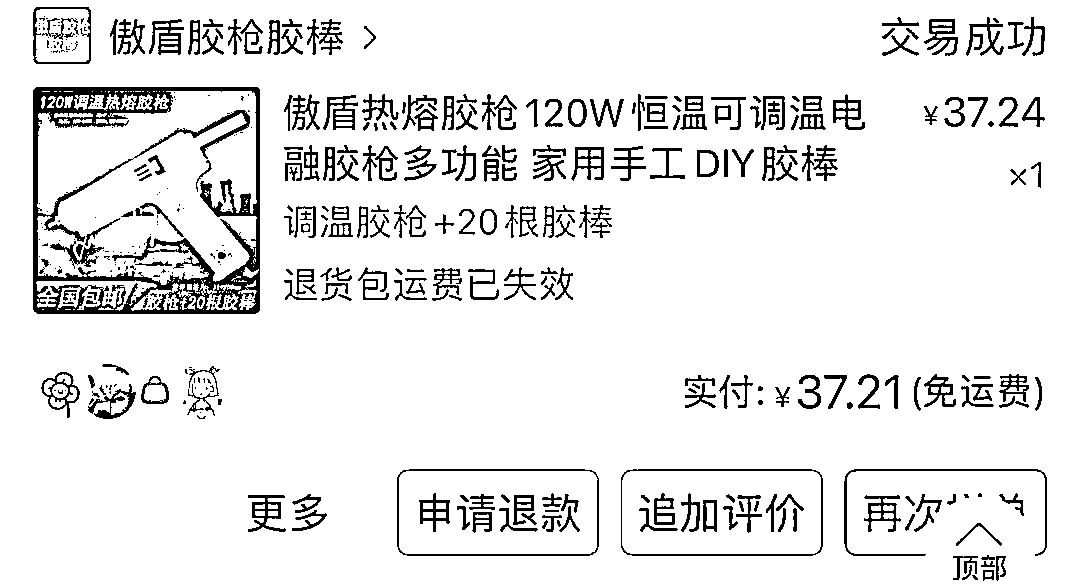 傲盾胶枪胶棒
交易成功
120W调温热熔胶枪
傲盾热熔胶枪120W恒温可调温电
¥37.24
融胶枪多功能 家用手工DIY胶棒
×1
调温胶枪+20根胶棒
退货包运费已失效
全国包邮 胶枪+20根胶棒
实付: ¥37.21(免运费)
更多
申请退款
追加评价
再次
顶部